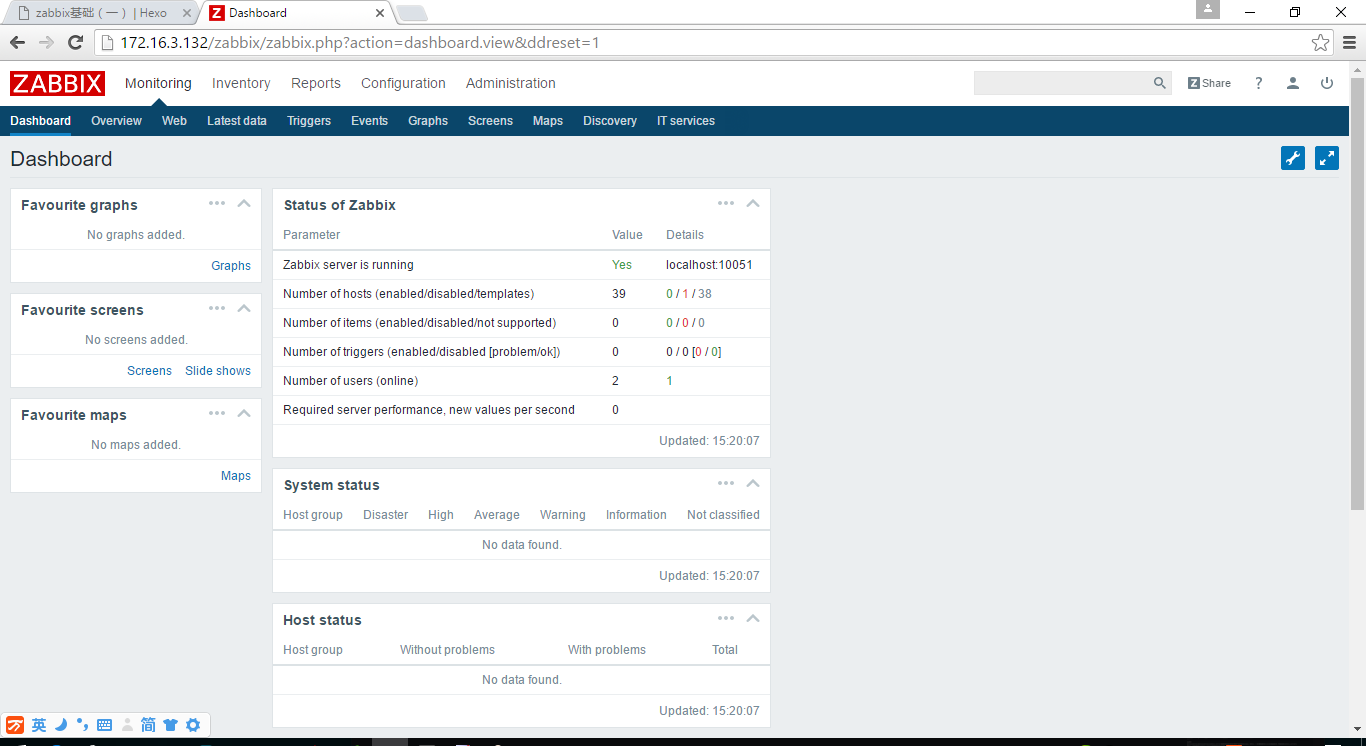 zabbix基础（一） | Hexo
Dashboard
172.16.3.132/zabbix/zabbix.php?action=dashboard.view&ddreset=1
ZABBIX Monitoring Inventory Reports Configuration Administration Z Share ?
Dashboard Overview Web Latest data Triggers Events Graphs Screens Maps Discovery IT services
Dashboard
Favourite graphs
No graphs added.
Graphs
Favourite screens
No screens added.
Screens Slide shows
Favourite maps
No maps added.
Maps
Status of Zabbix
Parameter Value Details
Zabbix server is running Yes localhost:10051
Number of hosts (enabled/disabled/templates) 39 0 / 1 / 38
Number of items (enabled/disabled/not supported) 0 0 / 0 / 0
Number of triggers (enabled/disabled [problem/ok]) 0 0 / 0 [0 / 0]
Number of users (online) 2 1
Required server performance, new values per second 0
Updated: 15:20:07
System status
Host group Disaster High Average Warning Information Not classified
No data found.
Updated: 15:20:07
Host status
Host group Without problems With problems Total
No data found.
Updated: 15:20:07
英 简